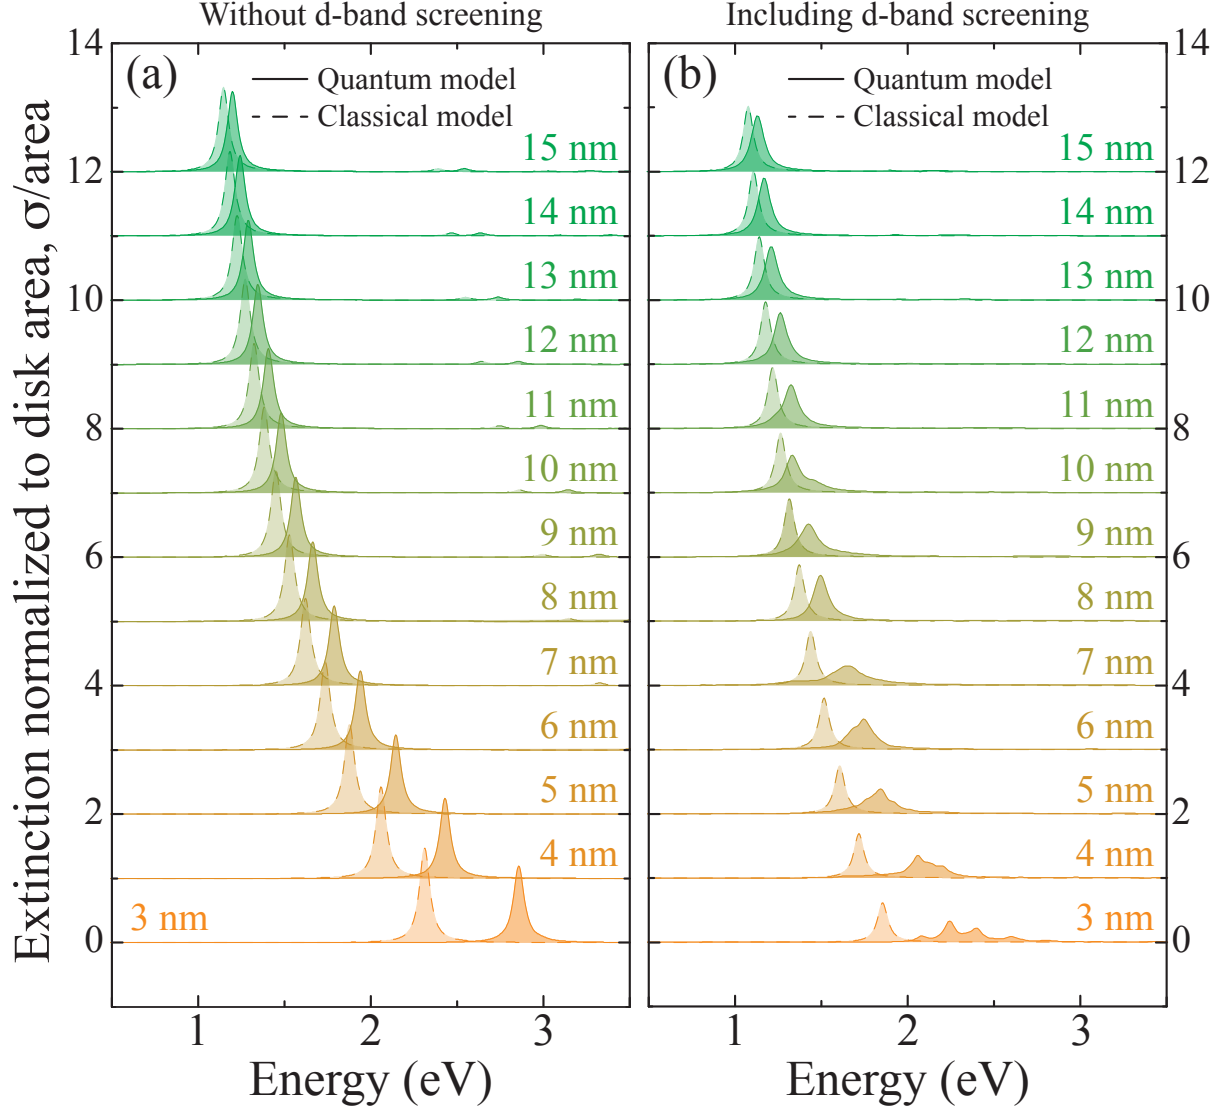 Without d-band screening
Including d-band screening
Extinction normalized to disk area, σ/area
14
12
10
8
6
4
2
0
(a)
Quantum model
Classical model
15 nm
14 nm
13 nm
12 nm
11 nm
10 nm
9 nm
8 nm
7 nm
6 nm
5 nm
4 nm
3 nm
1
2
3
Energy (eV)
(b)
Quantum model
Classical model
15 nm
14 nm
13 nm
12 nm
11 nm
10 nm
9 nm
8 nm
7 nm
6 nm
5 nm
4 nm
3 nm
14
12
10
8
6
4
2
0
1
2
3
Energy (eV)